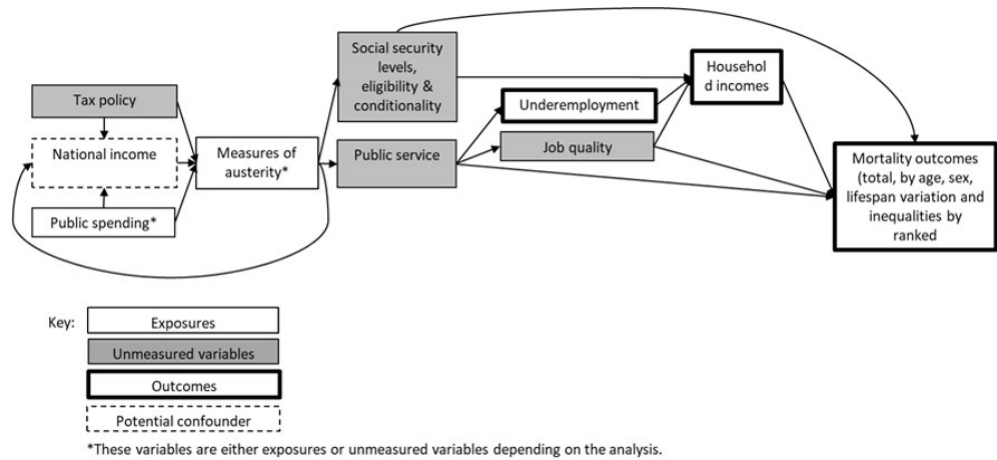 Tax policy
National income
Public spending*
Measures of
austerity*
Social security
levels,
eligibility &
conditionality
Public service
Underemployment
Job quality
Househol
d incomes
Mortality outcomes
(total, by age, sex,
lifespan variation and
inequalities by
ranked
Key:
Exposures
Unmeasured variables
Outcomes
Potential confounder
*These variables are either exposures or unmeasured variables depending on the analysis.